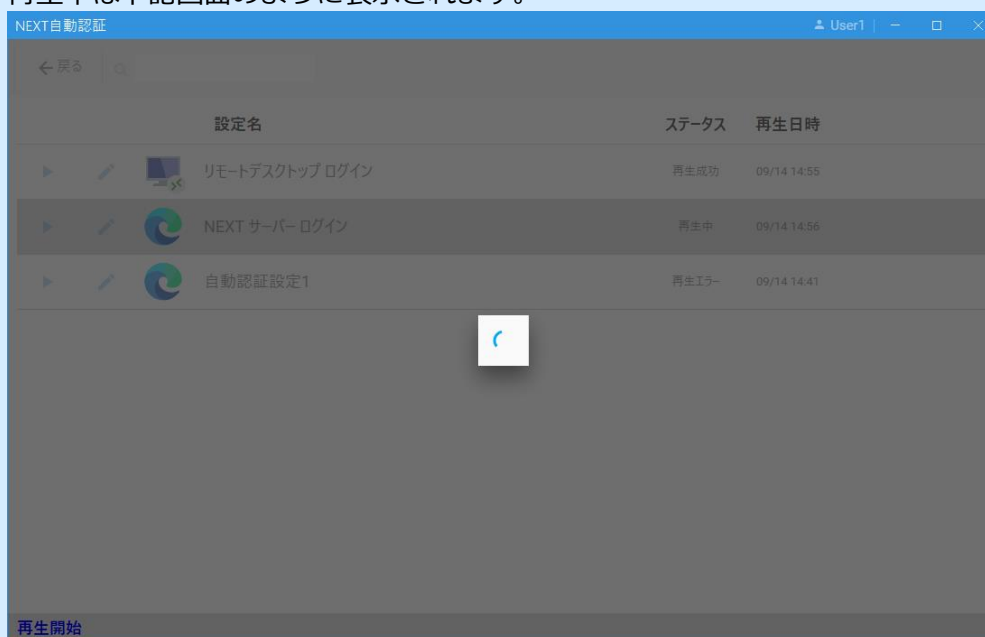 再生中は下記画面のように表示されます。
NEXT自動認証 User1
戻る
設定名 ステータス 再生日時
リモートデスクトップ ログイン 再生成功 09/14 14:55
NEXT サーバー ログイン 再生中 09/14 14:56
自動認証設定1 再生エラー 09/14 14:41
再生開始